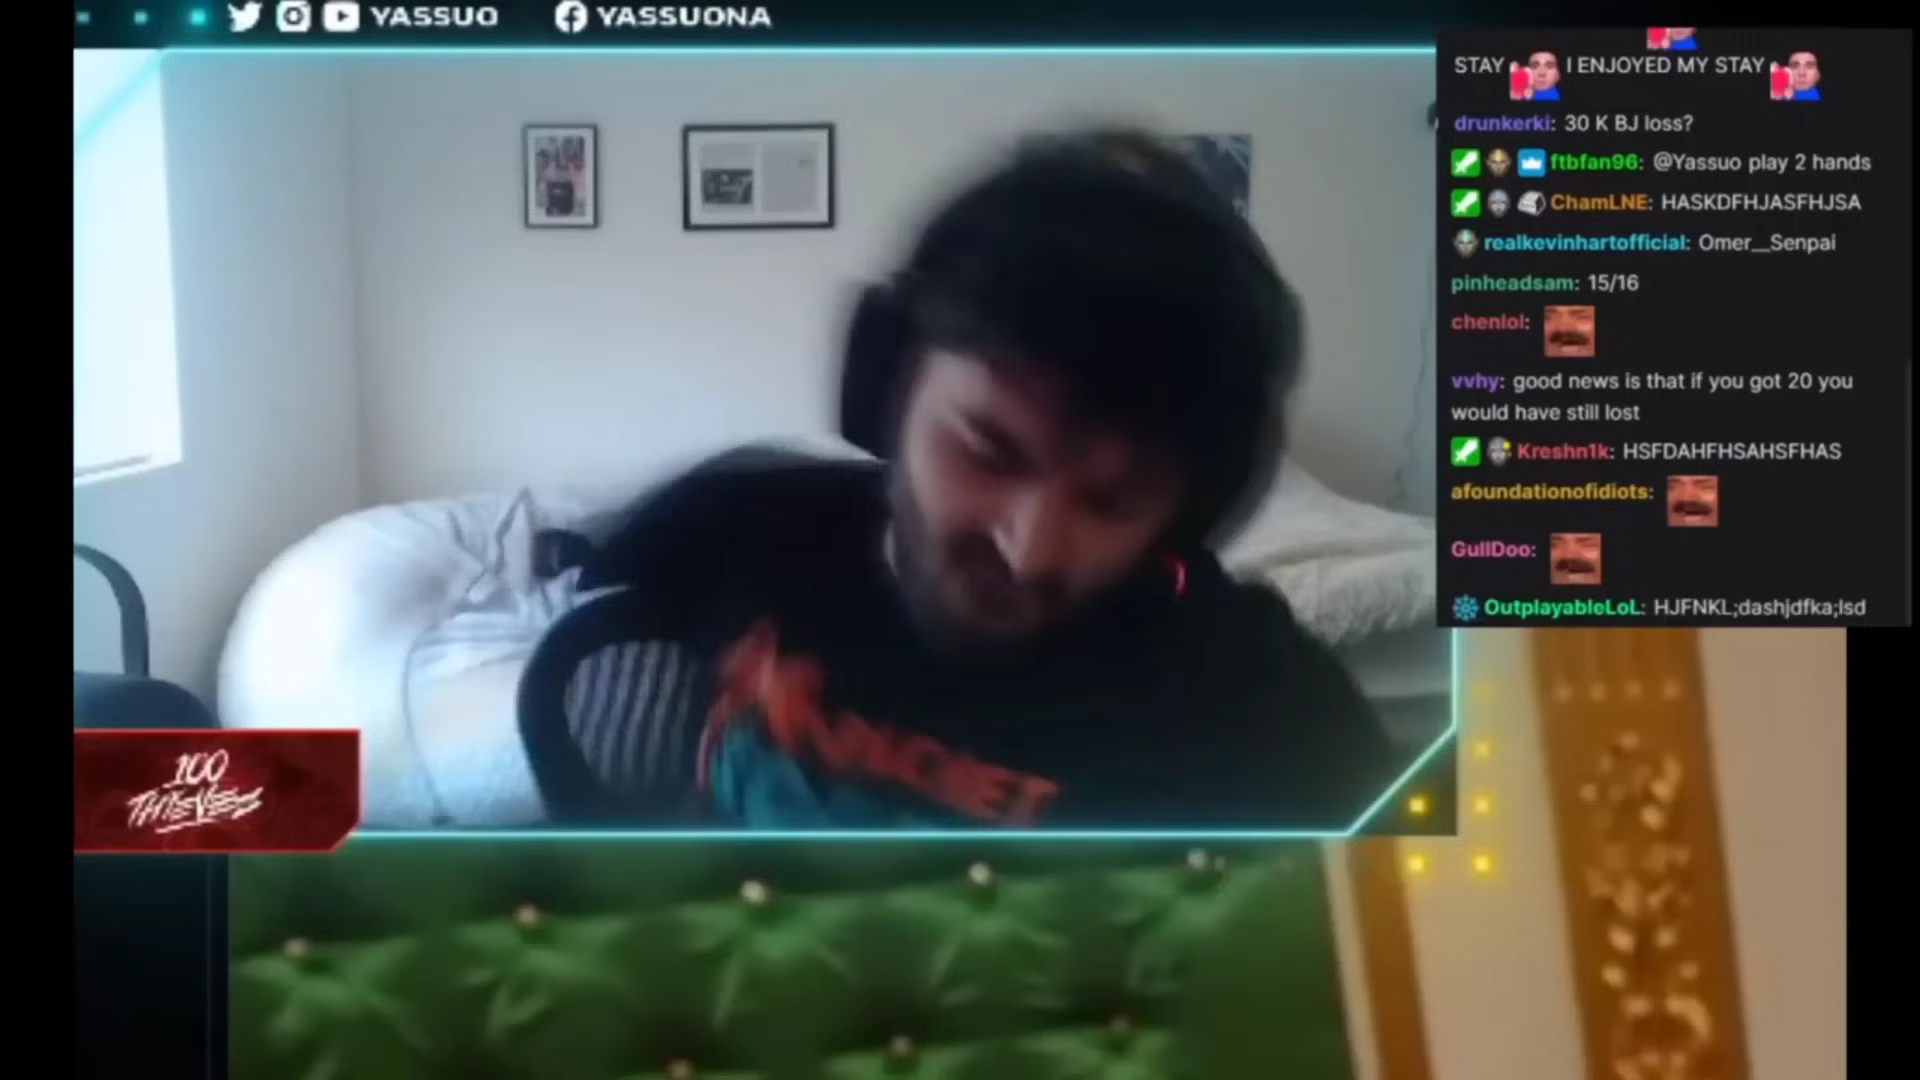 YASSUO
YASSUONA
STAY I ENJOYED MY STAY
drunkerki: 30 K BJ loss?
ftbfan96: @Yassuo play 2 hands
ChamLNE: HASKDFHJASFHJSA
realkevinhartofficial: Omer__Senpai
pinheadsam: 15/16
chenlol:
vvhy: good news is that if you got 20 you
would have still lost
Kreshn1k: HSFDAHFHSAHSFHAS
afoundationofidiots:
GullDoo:
OutplayableLoL: HJFNKL;dashjdfka;lsd
100
THIEVES